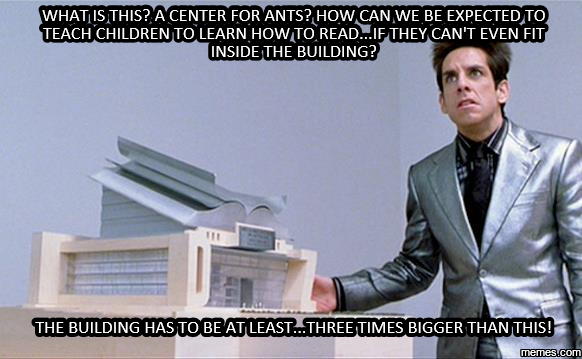 WHAT IS THIS? A CENTER FOR ANTS? HOW CAN WE BE EXPECTED TO
TEACH CHILDREN TO LEARN HOW TO READ...IF THEY CAN'T EVEN FIT
INSIDE THE BUILDING?
THE BUILDING HAS TO BE AT LEAST...THREE TIMES BIGGER THAN THIS!
memes.com